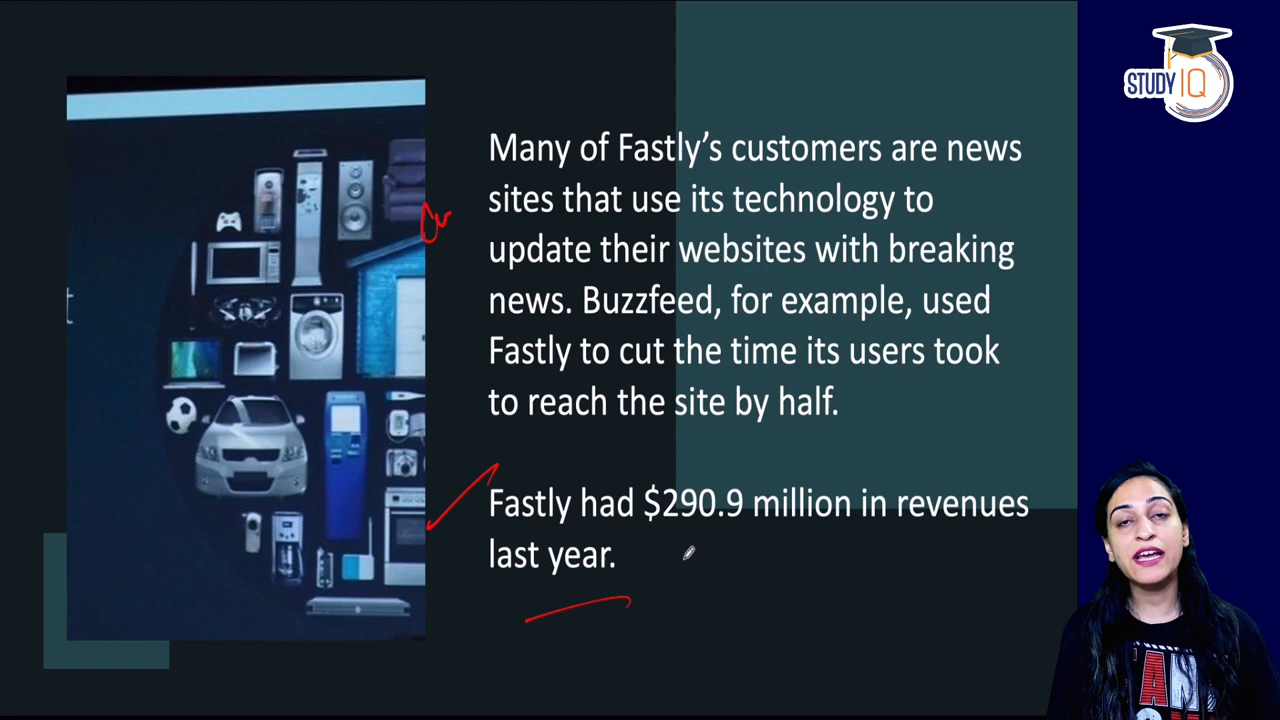 STUDY IQ
Many of Fastly’s customers are news
sites that use its technology to
update their websites with breaking
news. Buzzfeed, for example, used
Fastly to cut the time its users took
to reach the site by half.
Fastly had $290.9 million in revenues
last year.
t